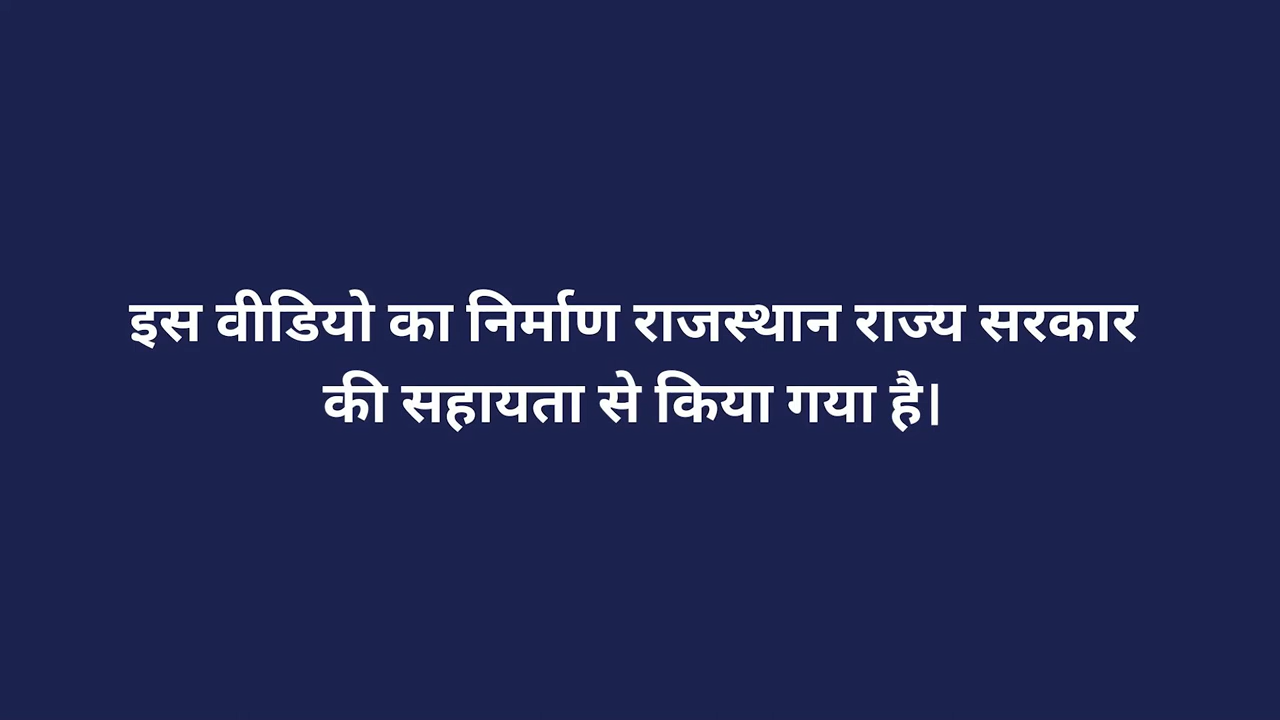 इस वीडियो का निर्माण राजस्थान राज्य सरकार
की सहायता से किया गया है।